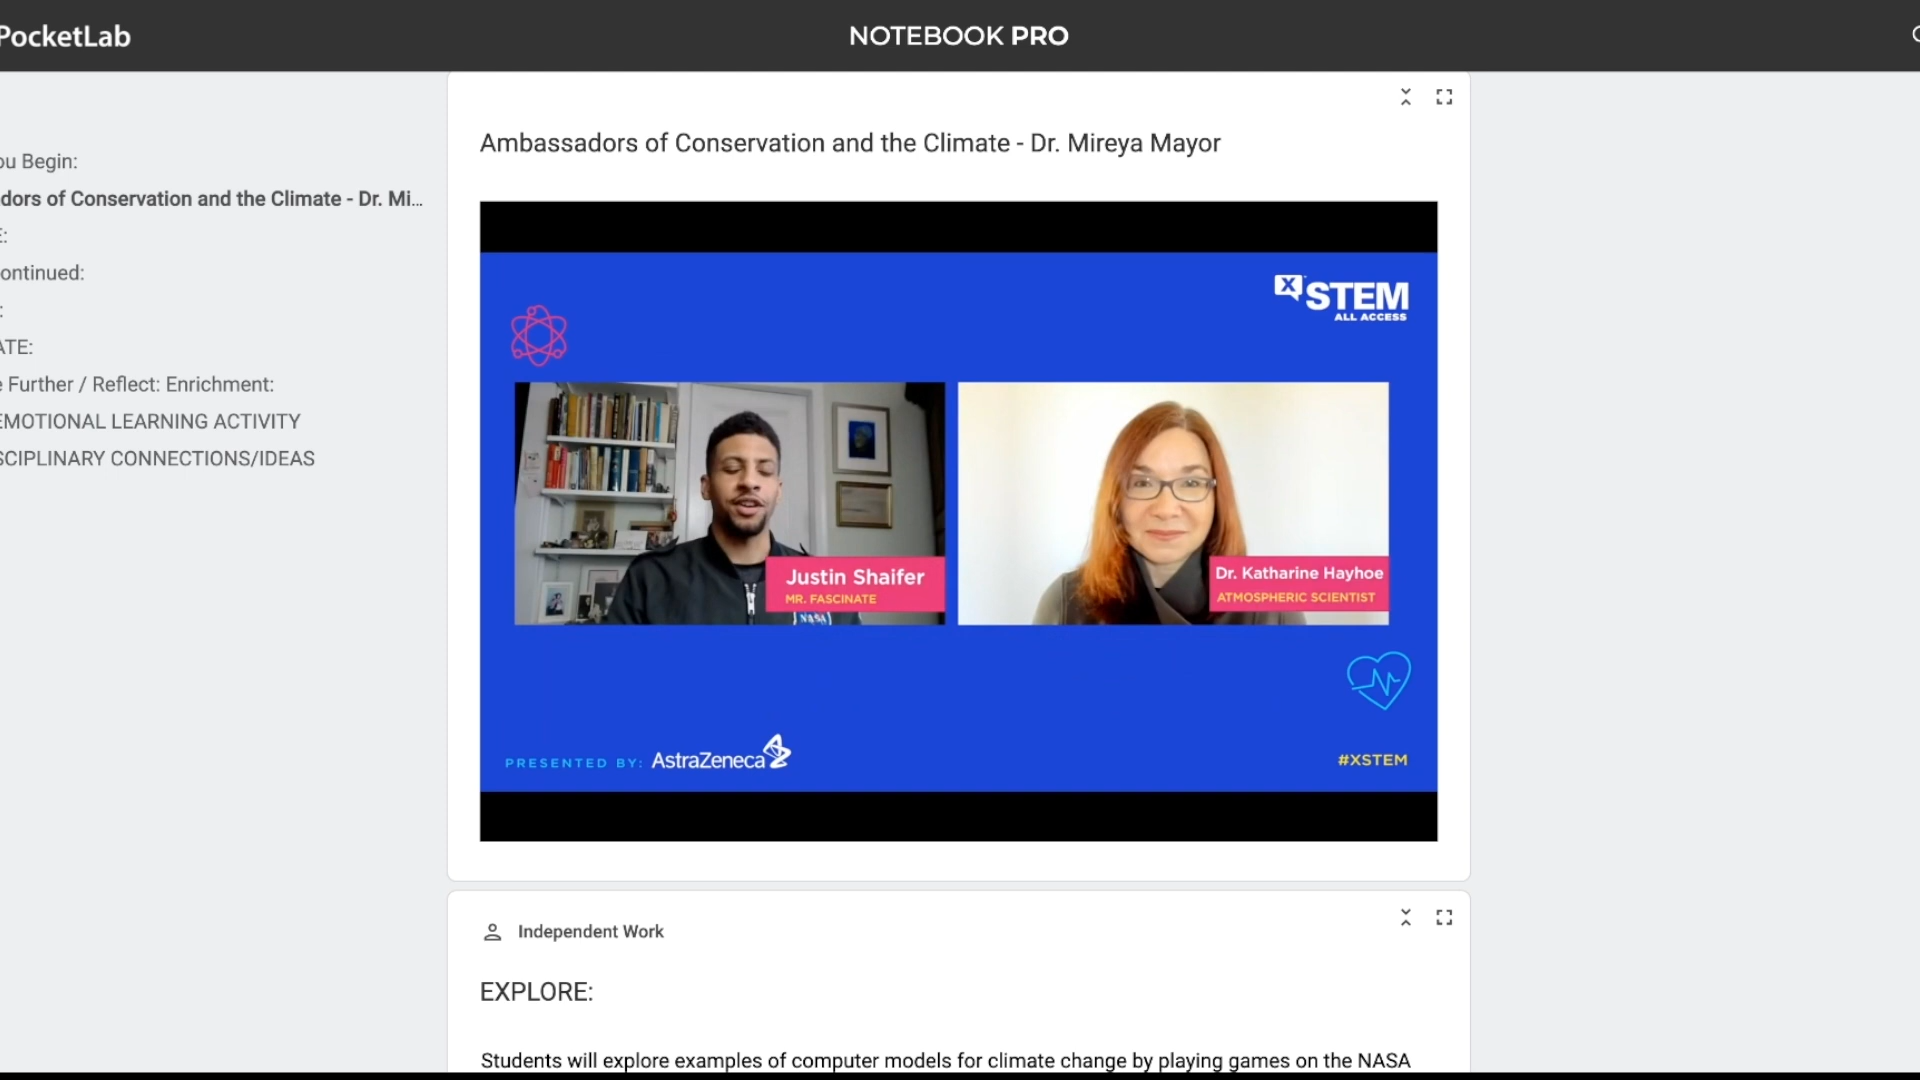 PocketLab
NOTEBOOK PRO
ou Begin:
dors of Conservation and the Climate - Dr. Mi...
E:
ontinued:
:
ATE:
e Further / Reflect: Enrichment:
EMOTIONAL LEARNING ACTIVITY
SCIPLINARY CONNECTIONS/IDEAS
Ambassadors of Conservation and the Climate - Dr. Mireya Mayor
X STEM
ALL ACCESS
Justin Shaifer
MR. FASCINATE
NASA
Dr. Katharine Hayhoe
ATMOSPHERIC SCIENTIST
PRESENTED BY: AstraZeneca
#XSTEM
Independent Work
EXPLORE:
Students will explore examples of computer models for climate change by playing games on the NASA